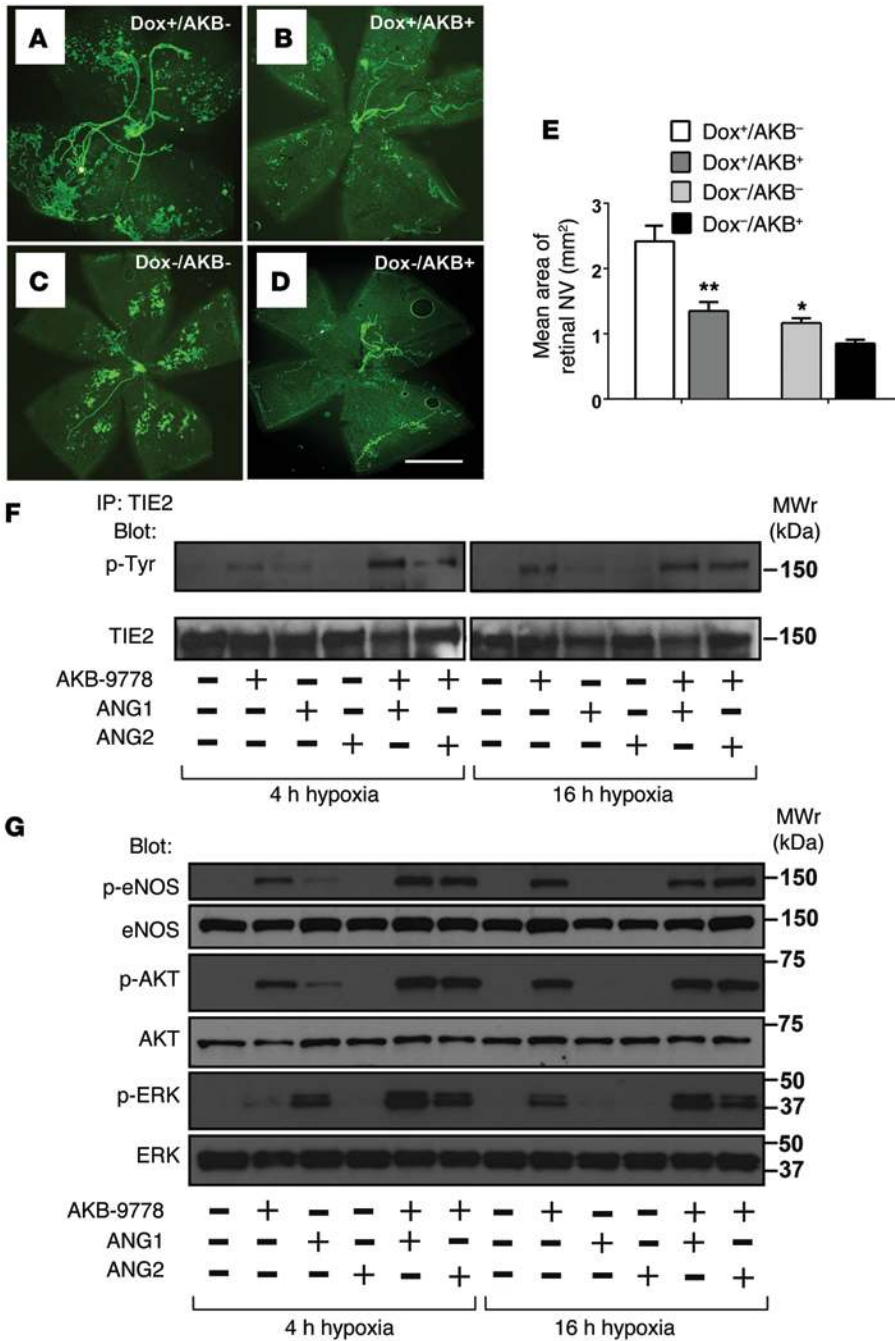 A Dox+/AKB-
B Dox+/AKB+
C Dox-/AKB-
D Dox-/AKB+
E
Dox⁺/AKB⁻
Dox⁺/AKB⁺
Dox⁻/AKB⁻
Dox⁻/AKB⁺
Mean area of
retinal NV (mm²)
3
2
1
0
**
*
F
IP: TIE2
Blot:
MWr
(kDa)
p-Tyr –150
TIE2 –150
AKB-9778 – + – – + + – + – – + +
ANG1 – – + – + – – – + – + –
ANG2 – – – + – + – – – + – +
4 h hypoxia 16 h hypoxia
G
Blot:
MWr
(kDa)
p-eNOS –150
eNOS –150
–75
p-AKT
AKT –75
p-ERK –50
–37
ERK –50
–37
AKB-9778 – + – – + + – + – – + +
ANG1 – – + – + – – – + – + –
ANG2 – – – + – + – – – + – +
4 h hypoxia 16 h hypoxia